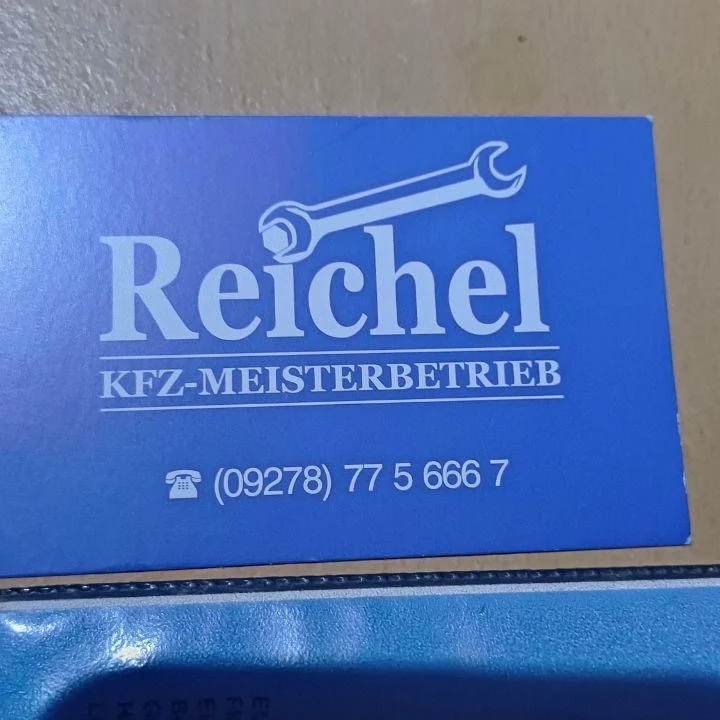 Reichel
KFZ-MEISTERBETRIEB
☎ (09278) 77 5 666 7